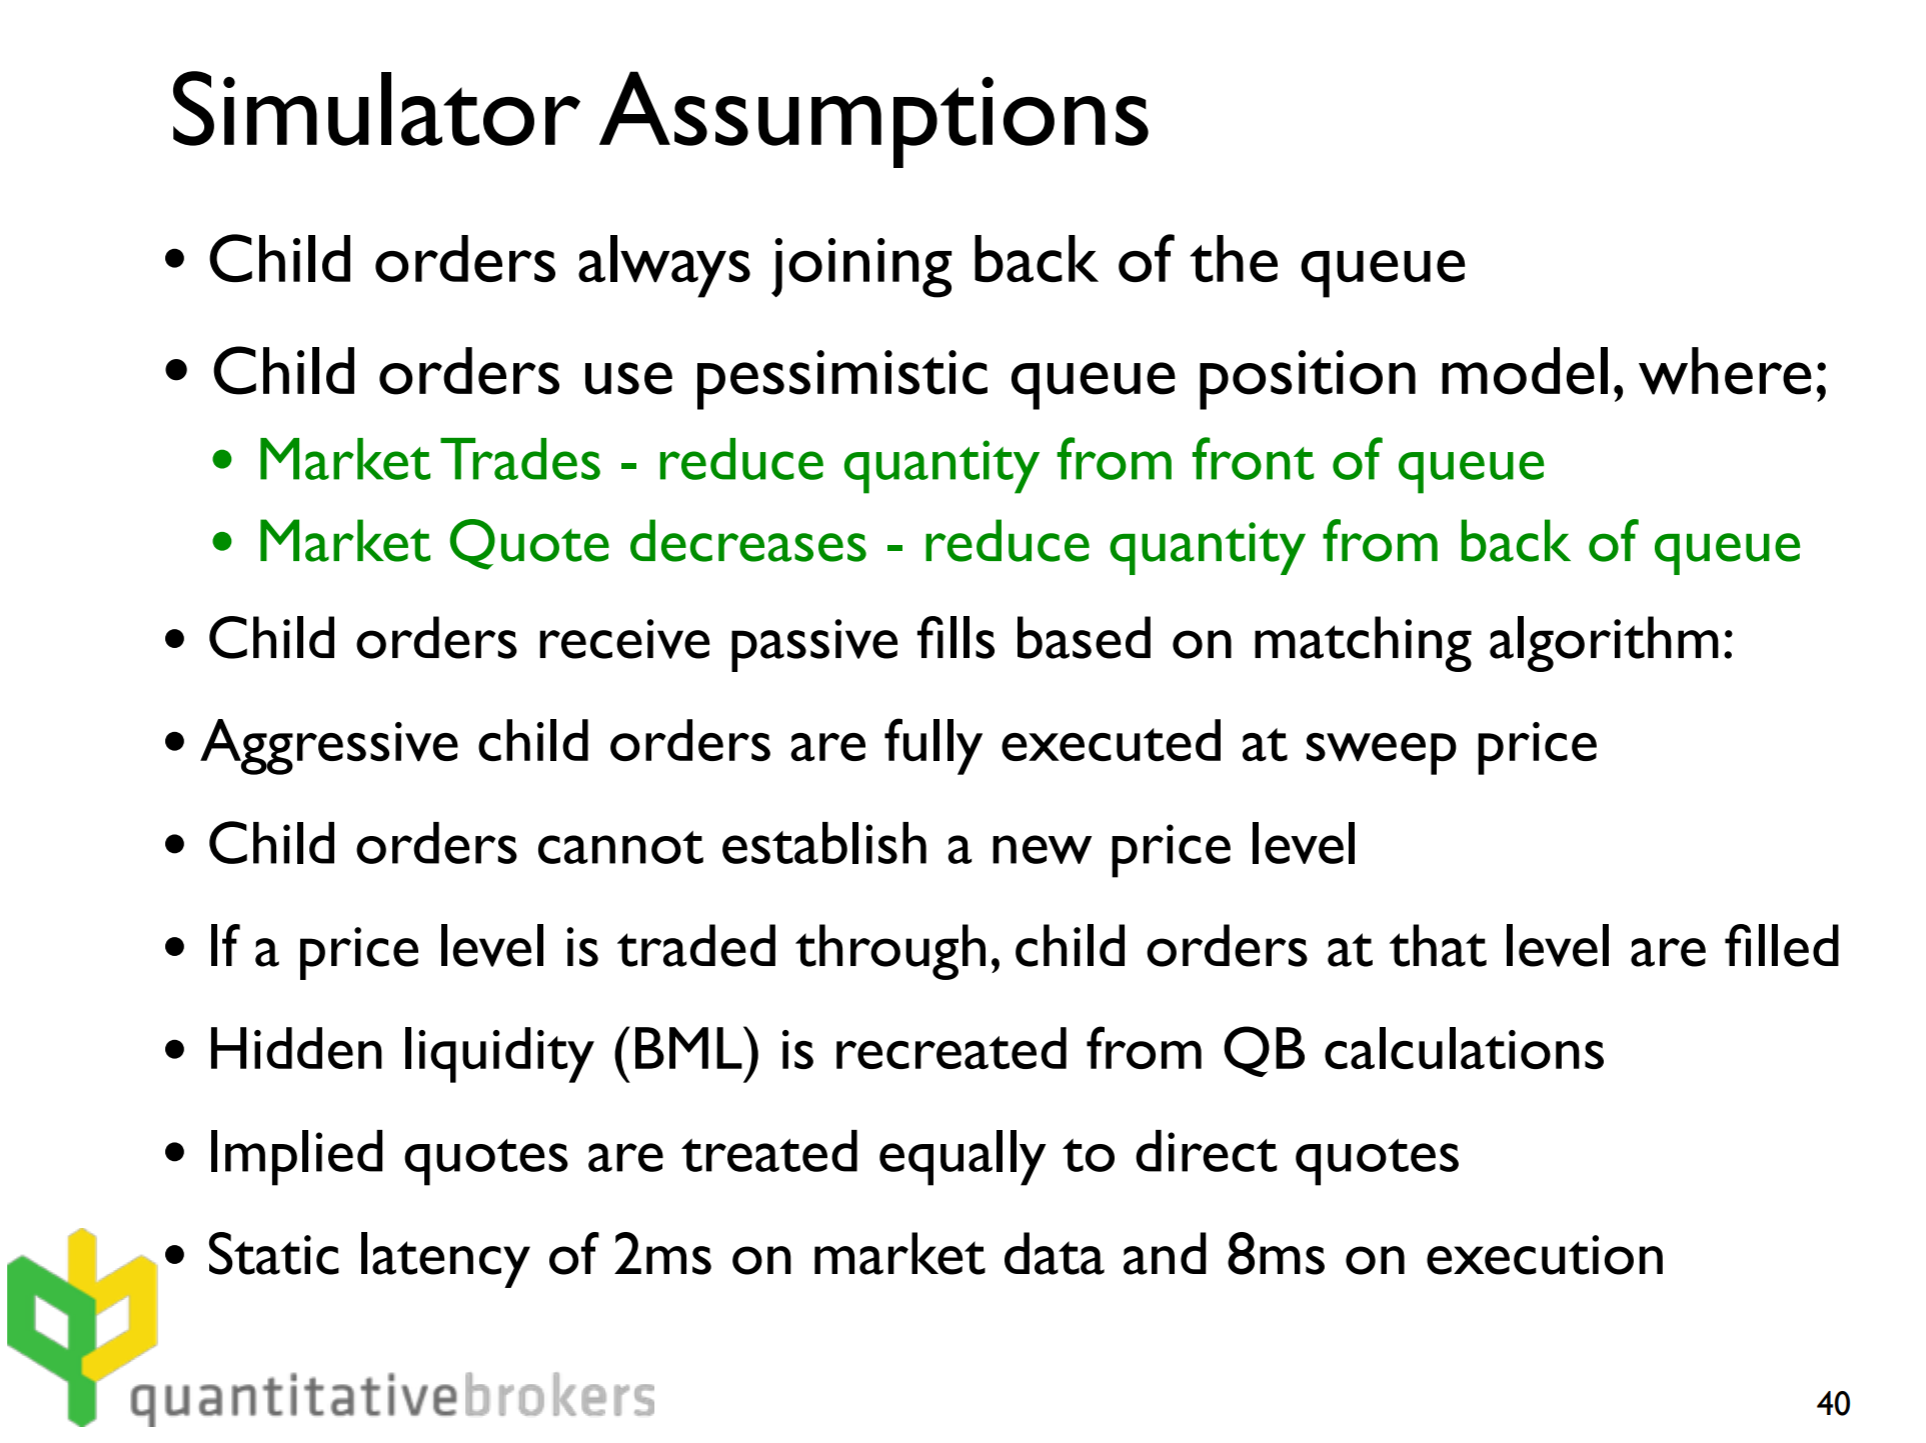 Simulator Assumptions
• Child orders always joining back of the queue
• Child orders use pessimistic queue position model, where;
• Market Trades - reduce quantity from front of queue
• Market Quote decreases - reduce quantity from back of queue
• Child orders receive passive fills based on matching algorithm:
• Aggressive child orders are fully executed at sweep price
• Child orders cannot establish a new price level
• If a price level is traded through, child orders at that level are filled
• Hidden liquidity (BML) is recreated from QB calculations
• Implied quotes are treated equally to direct quotes
• Static latency of 2ms on market data and 8ms on execution
quantitativebrokers
40